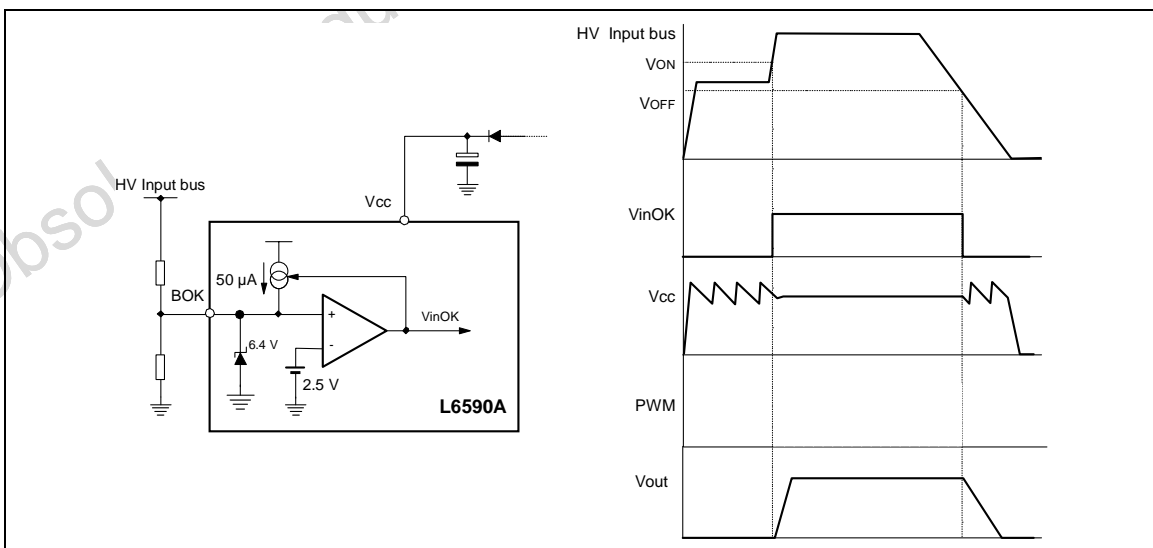 HV Input bus
Vcc
50 µA
BOK
+
-
VinOK
6.4 V
2.5 V
L6590A
HV Input bus
VON
VOFF
VinOK
Vcc
PWM
Vout